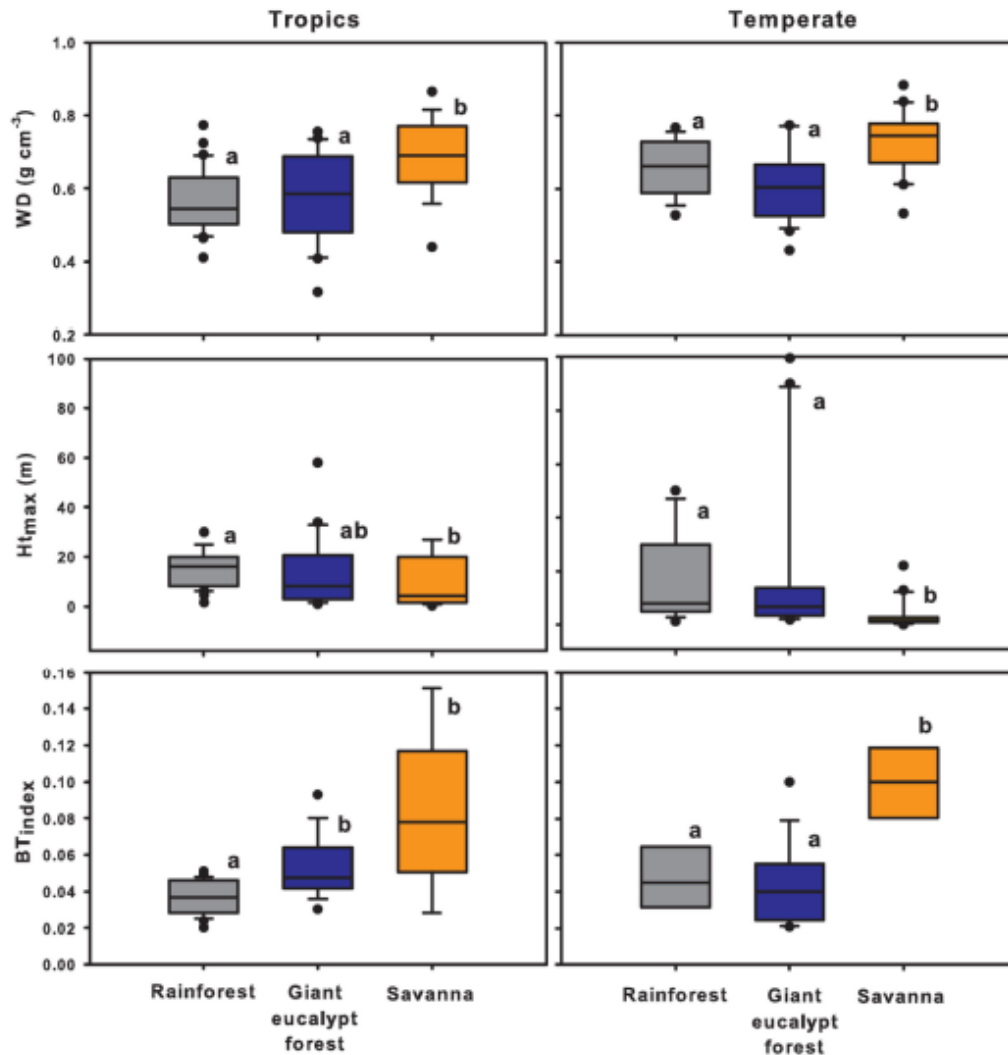 Tropics
Temperate
WD (g cm-3)
1.0
0.8
0.6
0.4
0.2
a
a
b
a
a
b
Htmax (m)
100
80
60
40
20
0
a
ab
b
a
a
b
BTindex
0.16
0.14
0.12
0.10
0.08
0.06
0.04
0.02
0.00
a
b
b
a
a
b
Rainforest
Giant
eucalypt
forest
Savanna
Rainforest
Giant
eucalypt
forest
Savanna